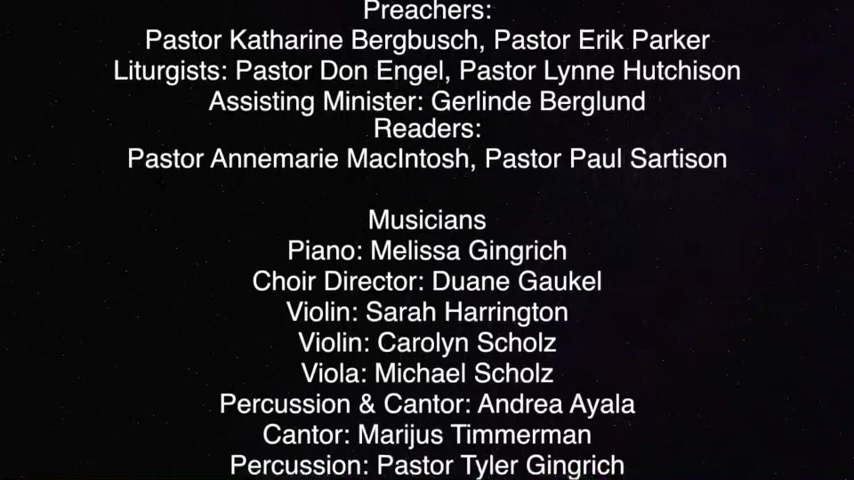 Preachers:
Pastor Katharine Bergbusch, Pastor Erik Parker
Liturgists: Pastor Don Engel, Pastor Lynne Hutchison
Assisting Minister: Gerlinde Berglund
Readers:
Pastor Annemarie MacIntosh, Pastor Paul Sartison
Musicians
Piano: Melissa Gingrich
Choir Director: Duane Gaukel
Violin: Sarah Harrington
Violin: Carolyn Scholz
Viola: Michael Scholz
Percussion & Cantor: Andrea Ayala
Cantor: Marijus Timmerman
Percussion: Pastor Tyler Gingrich